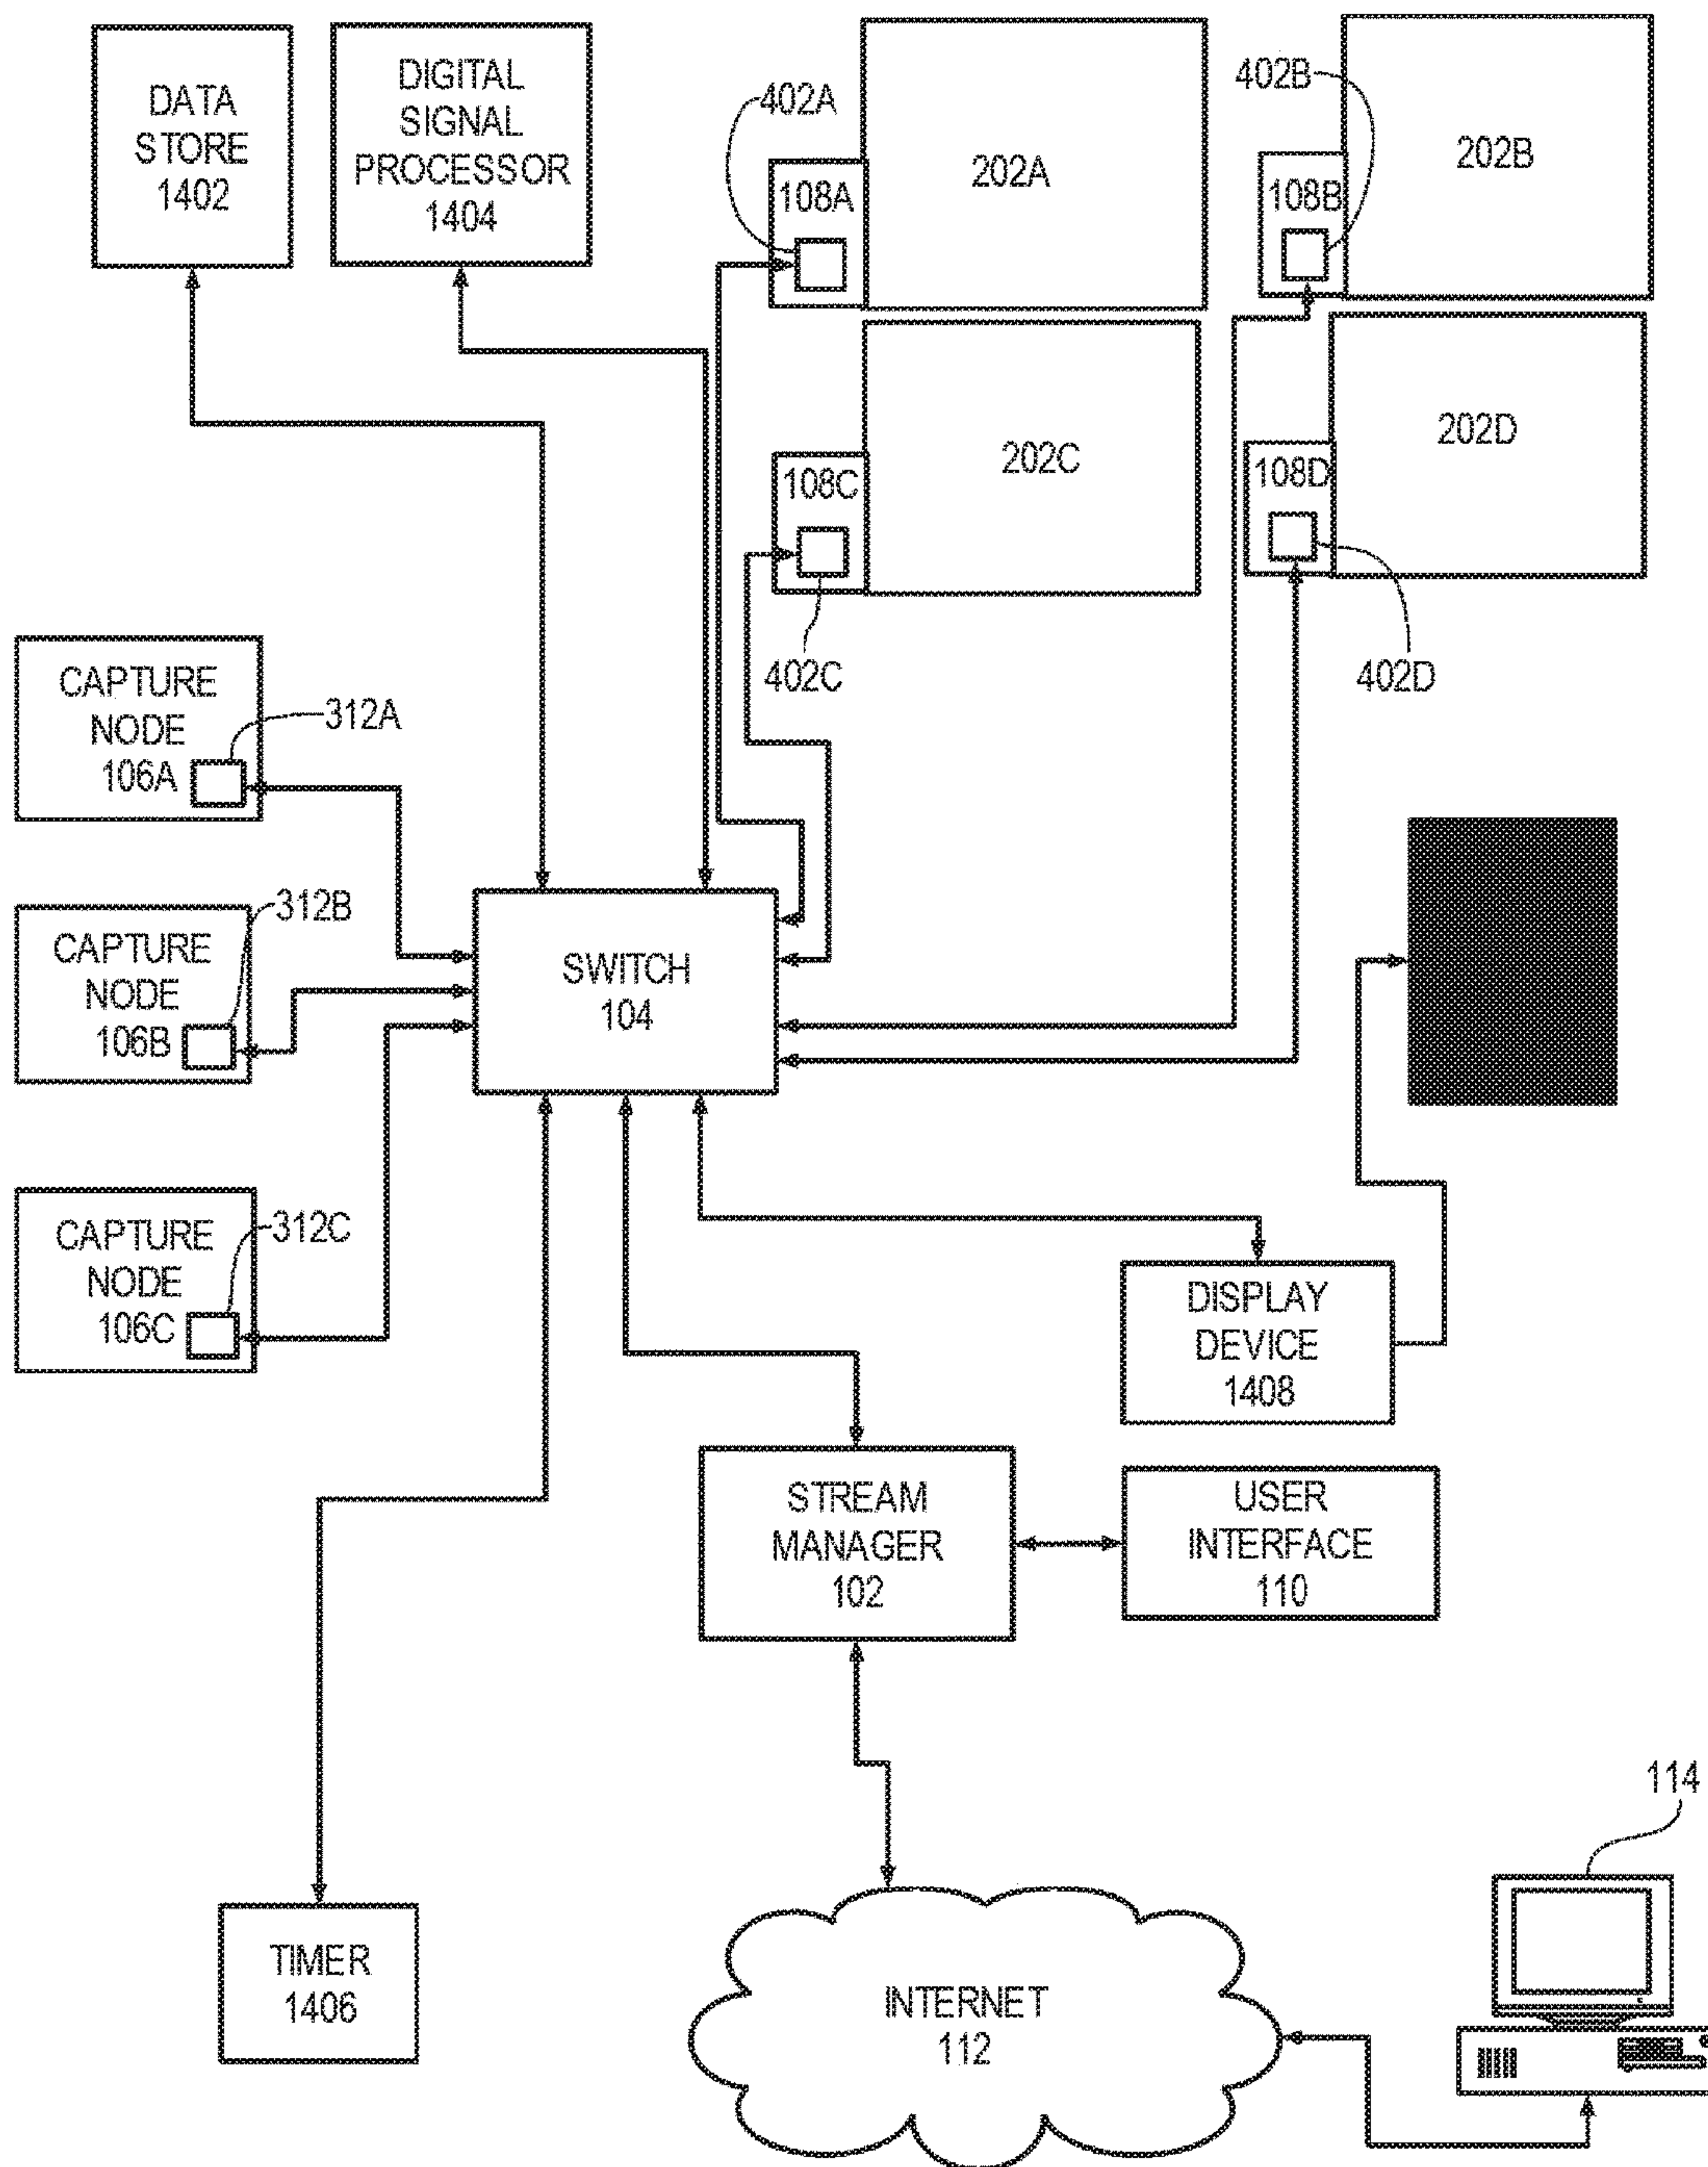 DATA
STORE
1402
DIGITAL
SIGNAL
PROCESSOR
1404
402A
108A
202A
402B
108B
202B
108C
202C
402C
108D
202D
402D
CAPTURE
NODE
106A
312A
CAPTURE
NODE
106B
312B
CAPTURE
NODE
106C
312C
SWITCH
104
DISPLAY
DEVICE
1408
STREAM
MANAGER
102
USER
INTERFACE
110
TIMER
1406
INTERNET
112
114